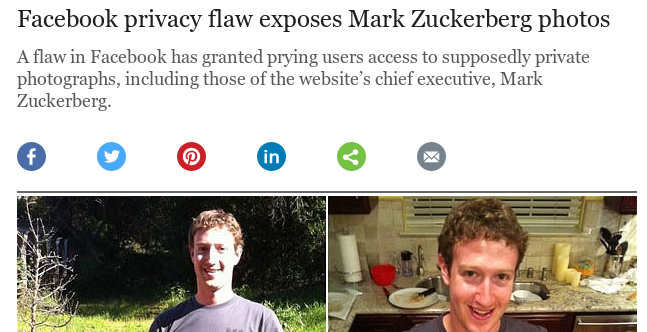 Facebook privacy flaw exposes Mark Zuckerberg photos
A flaw in Facebook has granted prying users access to supposedly private
photographs, including those of the website’s chief executive, Mark
Zuckerberg.